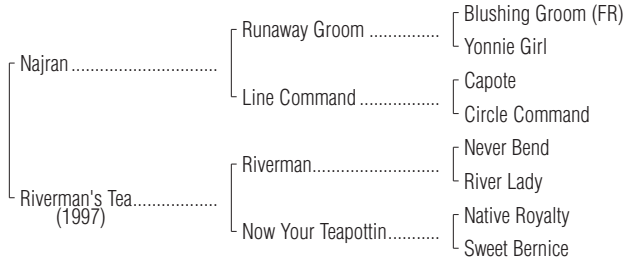 Blushing Groom (FR)
Runaway Groom ................
Yonnie Girl
Najran .................................
Capote
Line Command ..................
Circle Command
Never Bend
Riverman.............................
River Lady
Riverman's Tea...................
(1997)
Native Royalty
Now Your Teapottin............
Sweet Bernice